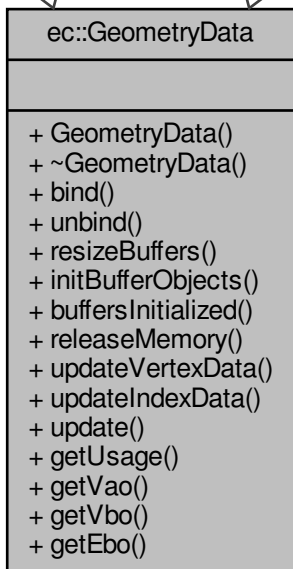 ec::GeometryData
+ GeometryData()
+ ~GeometryData()
+ bind()
+ unbind()
+ resizeBuffers()
+ initBufferObjects()
+ buffersInitialized()
+ releaseMemory()
+ updateVertexData()
+ updateIndexData()
+ update()
+ getUsage()
+ getVao()
+ getVbo()
+ getEbo()